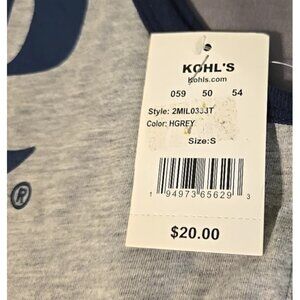 KOHL'S
Kohls.com
059 50 54
Style: 2MIL0333T
Color: HGREY
Size:S
1 94973 65629 3
$20.00
®